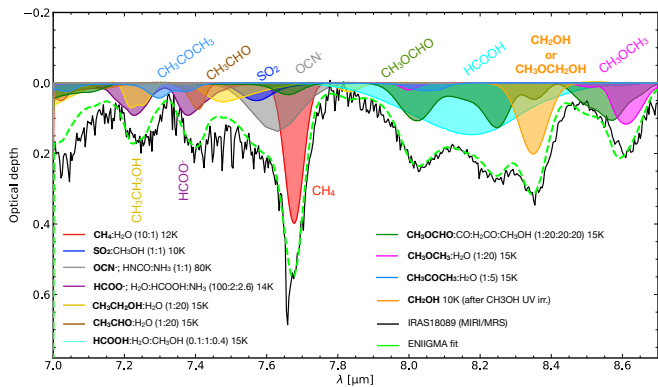 −0.2
0.0
0.2
0.4
0.6
Optical depth
7.0
7.2
7.4
7.6
7.8
8.0
8.2
8.4
8.6
λ [μm]
CH₃COCH₃
CH₃CHO
SO₂
OCN⁻
CH₃OCHO
HCOOH
CH₂OH
or
CH₃OCH₂OH
CH₃OCH₃
CH₃CH₂OH
HCOO⁻
CH₄
CH₄:H₂O (10:1) 12K
SO₂:CH₃OH (1:1) 10K
OCN⁻; HNCO:NH₃ (1:1) 80K
HCOO⁻; H₂O:HCOOH:NH₃ (100:2:2.6) 14K
CH₃CH₂OH:H₂O (1:20) 15K
CH₃CHO:H₂O (1:20) 15K
HCOOH:H₂O:CH₃OH (0.1:1:0.4) 15K
CH₃OCHO:CO:H₂CO:CH₃OH (1:20:20:20) 15K
CH₃OCH₃:H₂O (1:20) 15K
CH₃COCH₃:H₂O (1:5) 15K
CH₂OH 10K (after CH3OH UV irr.)
IRAS18089 (MIRI/MRS)
ENIIGMA fit